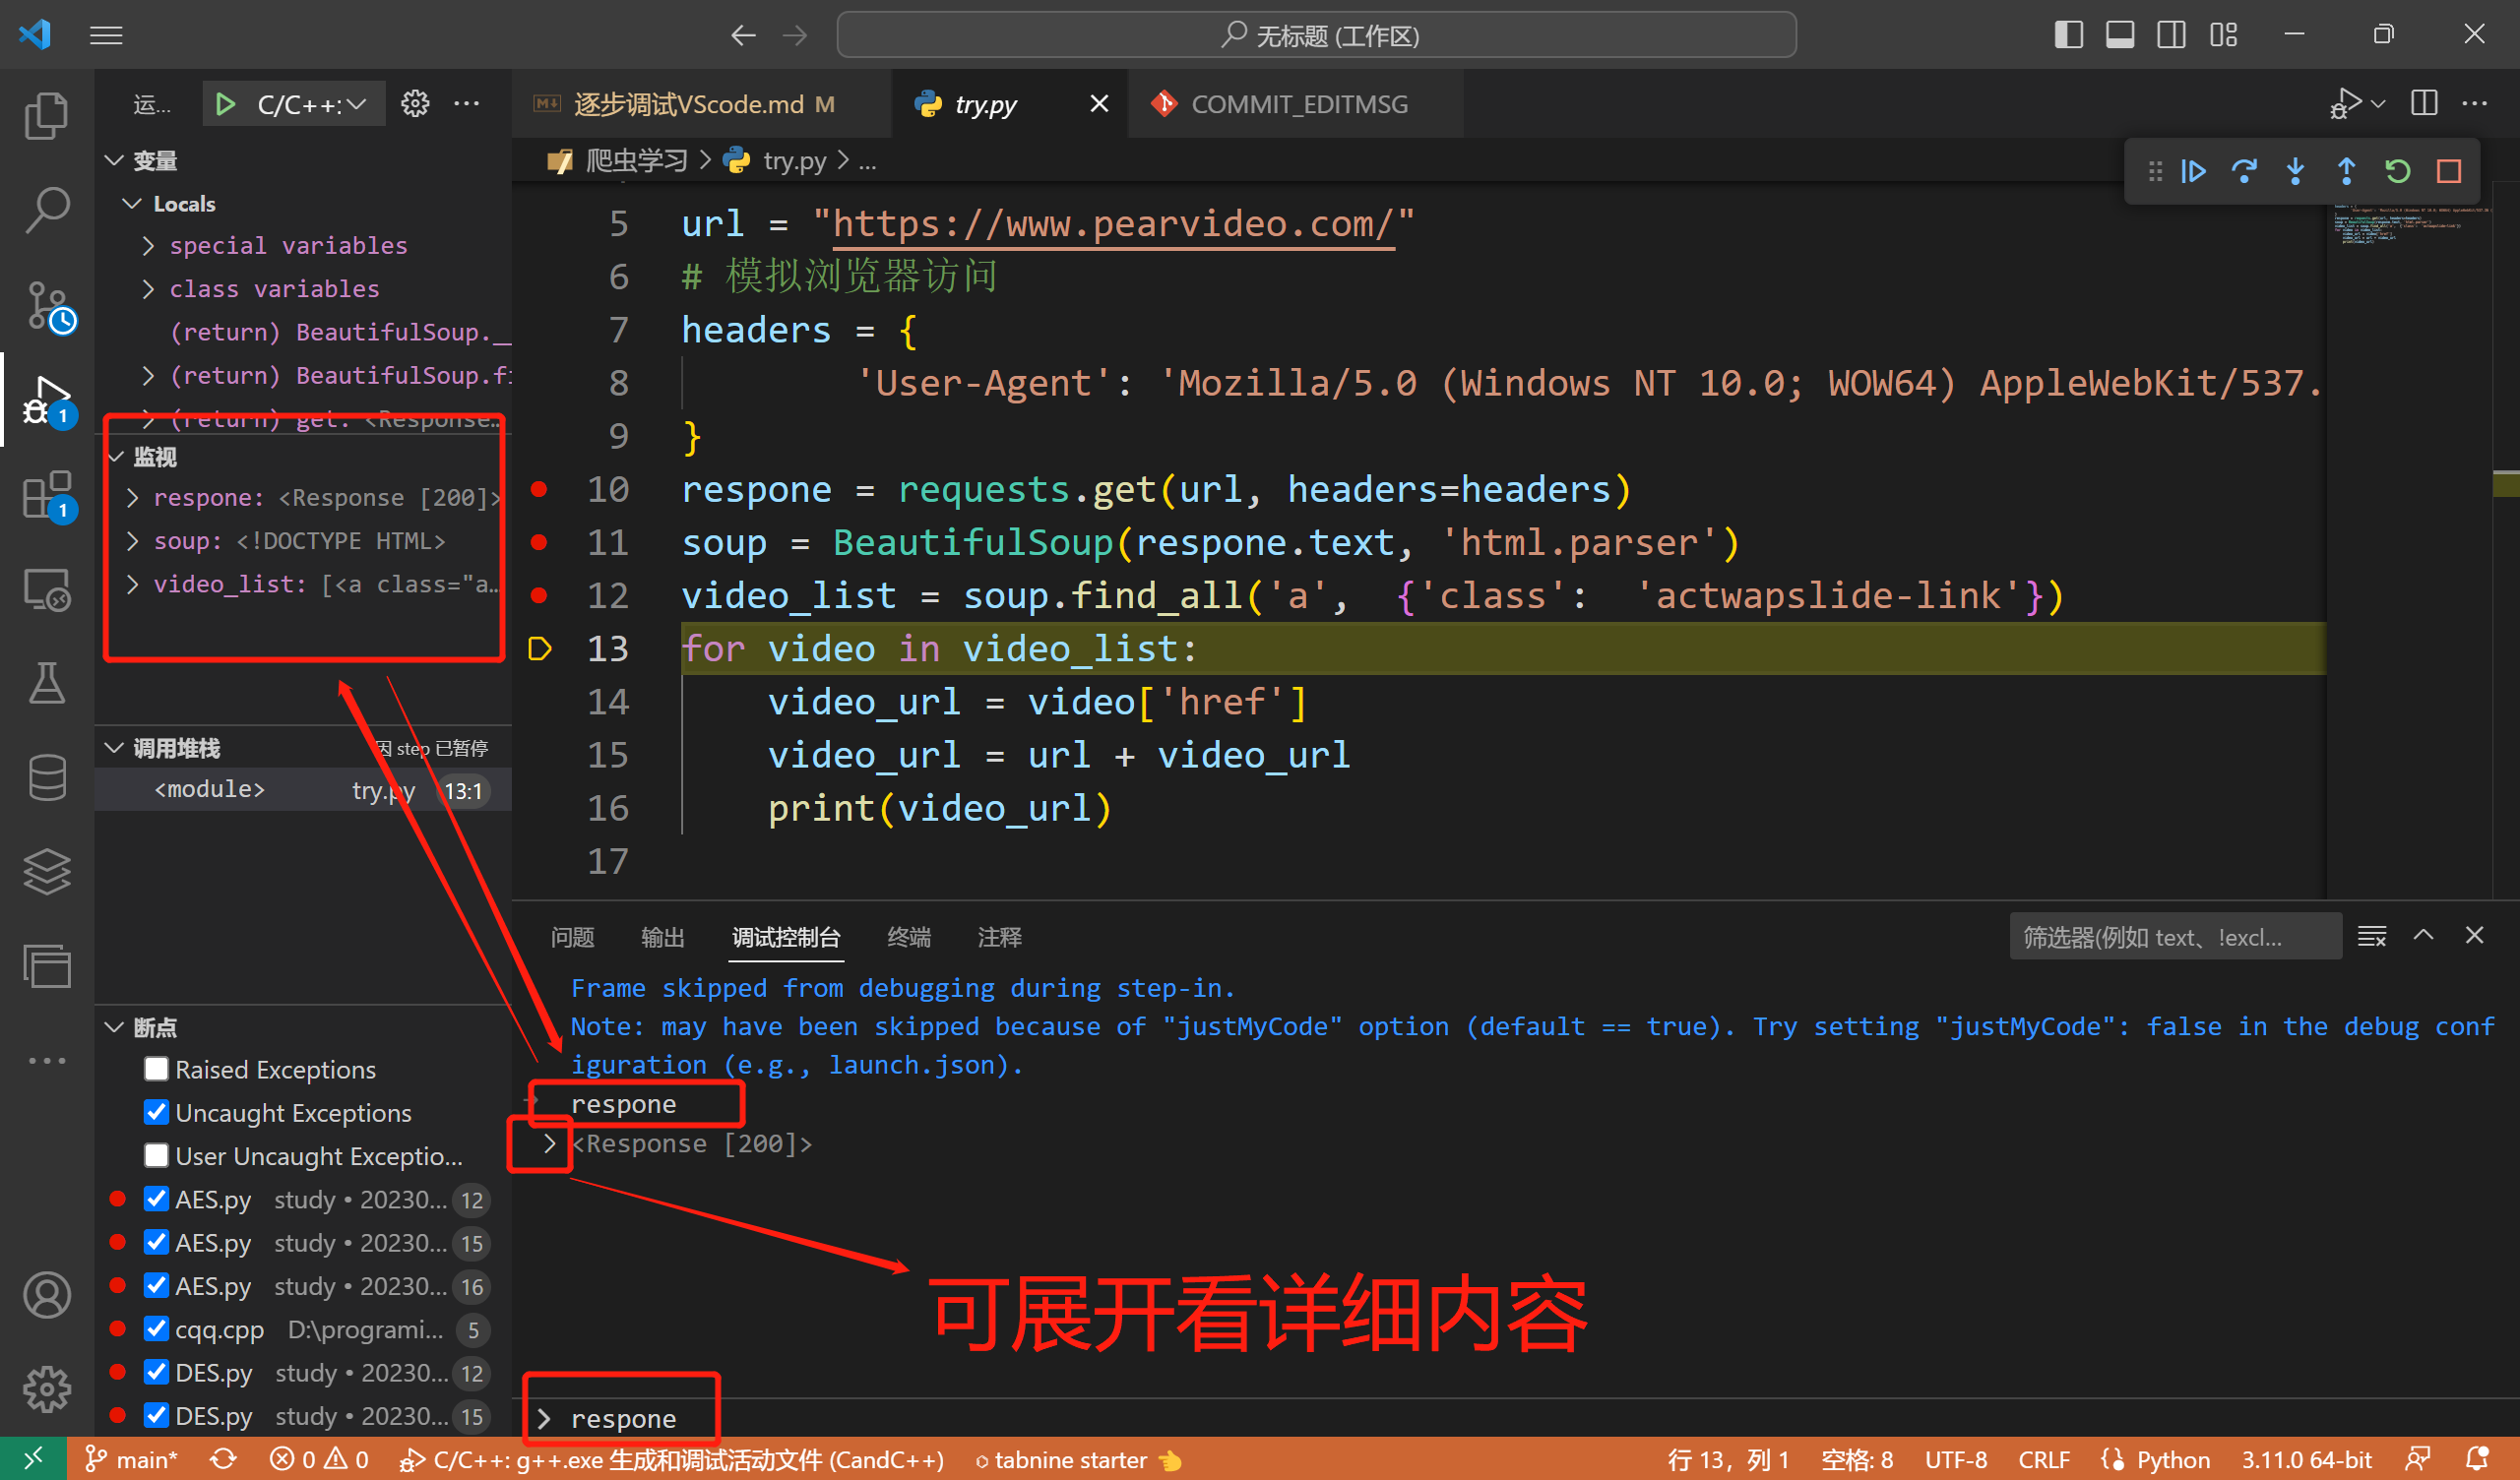 无标题 (工作区)
运...
C/C++:
逐步调试VScode.md M
try.py
COMMIT_EDITMSG
爬虫学习 > try.py > ...
变量
Locals
special variables
class variables
(return) BeautifulSoup.__
(return) BeautifulSoup.fi
(return) get: <Response…
监视
respone: <Response [200]>
soup: <!DOCTYPE HTML>
video_list: [<a class="a…
调用堆栈
因 step 已暂停
<module> try.py 13:1
断点
Raised Exceptions
Uncaught Exceptions
User Uncaught Exceptio...
AES.py study • 20230... 12
AES.py study • 20230... 15
AES.py study • 20230... 16
cqq.cpp D:\programi... 5
DES.py study • 20230... 12
DES.py study • 20230... 15
5 url = "https://www.pearvideo.com/"
6 # 模拟浏览器访问
7 headers = {
8 'User-Agent': 'Mozilla/5.0 (Windows NT 10.0; WOW64) AppleWebKit/537.
9 }
10 respone = requests.get(url, headers=headers)
11 soup = BeautifulSoup(respone.text, 'html.parser')
12 video_list = soup.find_all('a', {'class': 'actwapslide-link'})
13 for video in video_list:
14 video_url = video['href']
15 video_url = url + video_url
16 print(video_url)
17
问题 输出 调试控制台 终端 注释
筛选器(例如 text、!excl...
Frame skipped from debugging during step-in.
Note: may have been skipped because of "justMyCode" option (default == true). Try setting "justMyCode": false in the debug conf
iguration (e.g., launch.json).
respone
<Response [200]>
可展开看详细内容
respone
1
1
main* 0 0 C/C++: g++.exe 生成和调试活动文件 (CandC++) tabnine starter 行 13，列 1 空格: 8 UTF-8 CRLF Python 3.11.0 64-bit